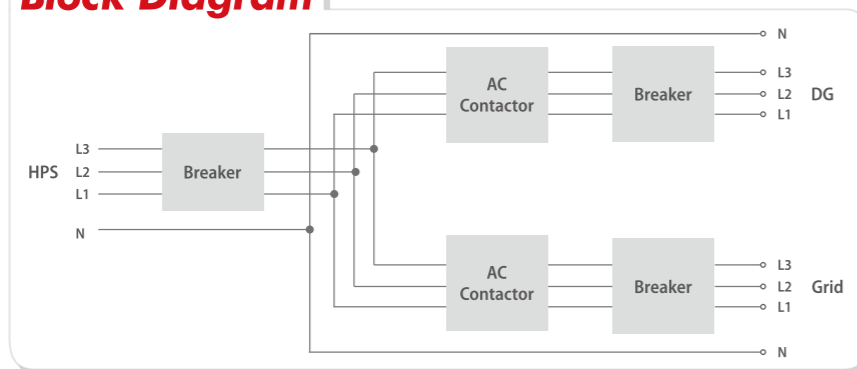 Block Diagram
N
L3
AC
Contactor
Breaker
L2
DG
L1
L3
HPS
L2
Breaker
L1
N
L3
AC
Contactor
Breaker
L2
Grid
L1
N